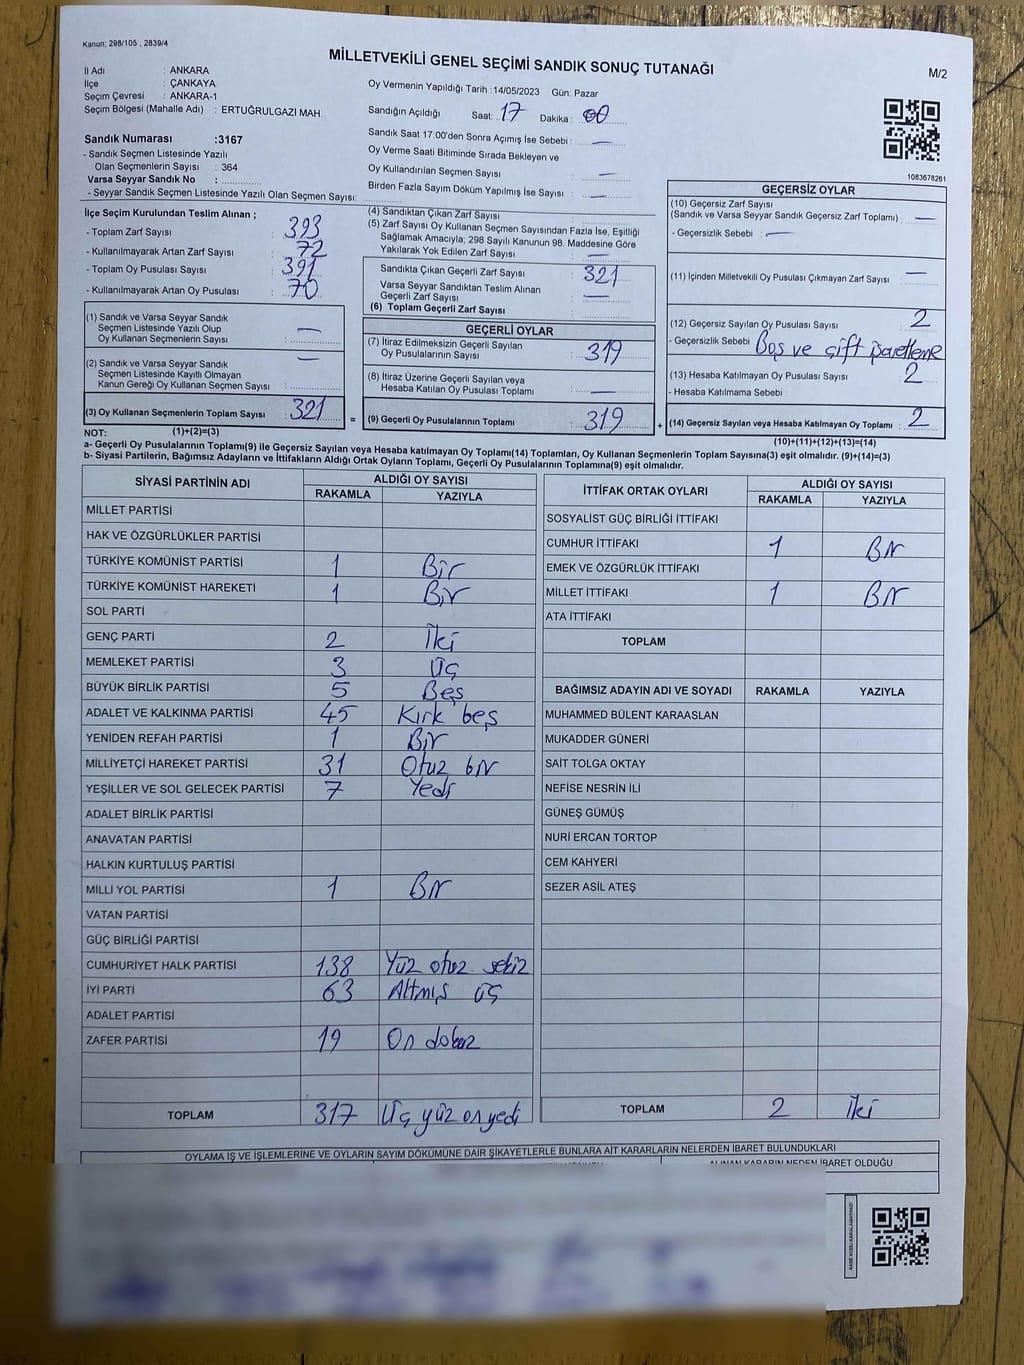 Kanun: 298/105 , 2839/4
MİLLETVEKİLİ GENEL SEÇİMİ SANDIK SONUÇ TUTANAĞI
M/2
İl Adı : ANKARA
İlçe : ÇANKAYA
Seçim Çevresi : ANKARA-1
Seçim Bölgesi (Mahalle Adı) : ERTUĞRULGAZİ MAH.
Oy Vermenin Yapıldığı Tarih :14/05/2023 Gün: Pazar
Sandığın Açıldığı Saat: 17 Dakika : 00
Sandık Saat 17:00'den Sonra Açımış İse Sebebi : —
Oy Verme Saati Bitiminde Sırada Bekleyen ve
Oy Kullandırılan Seçmen Sayısı : —
Birden Fazla Sayım Döküm Yapılmış İse Sayısı : —
Sandık Numarası :3167
- Sandık Seçmen Listesinde Yazılı
Olan Seçmenlerin Sayısı : 364
Varsa Seyyar Sandık No :
- Seyyar Sandık Seçmen Listesinde Yazılı Olan Seçmen Sayısı:
1083678261
İlçe Seçim Kurulundan Teslim Alınan ;
- Toplam Zarf Sayısı : 393
- Kullanılmayarak Artan Zarf Sayısı : 72
- Toplam Oy Pusulası Sayısı : 391
- Kullanılmayarak Artan Oy Pusulası : 70
(1) Sandık ve Varsa Seyyar Sandık
Seçmen Listesinde Yazılı Olup
Oy Kullanan Seçmenlerin Sayısı : —
(2) Sandık ve Varsa Seyyar Sandık
Seçmen Listesinde Kayıtlı Olmayan
Kanun Gereği Oy Kullanan Seçmen Sayısı : —
(3) Oy Kullanan Seçmenlerin Toplam Sayısı : 321
(4) Sandıktan Çıkan Zarf Sayısı :
(5) Zarf Sayısı Oy Kullanan Seçmen Sayısından Fazla İse, Eşitliği
Sağlamak Amacıyla; 298 Sayılı Kanunun 98. Maddesine Göre
Yakılarak Yok Edilen Zarf Sayısı : —
Sandıkta Çıkan Geçerli Zarf Sayısı : 321
Varsa Seyyar Sandıktan Teslim Alınan
Geçerli Zarf Sayısı : —
(6) Toplam Geçerli Zarf Sayısı :
GEÇERLİ OYLAR
(7) İtiraz Edilmeksizin Geçerli Sayılan
Oy Pusulalarının Sayısı : 319
(8) İtiraz Üzerine Geçerli Sayılan veya
Hesaba Katılan Oy Pusulası Toplamı : —
= (9) Geçerli Oy Pusulalarının Toplamı : 319
GEÇERSİZ OYLAR
(10) Geçersiz Zarf Sayısı
(Sandık ve Varsa Seyyar Sandık Geçersiz Zarf Toplamı) : —
- Geçersizlik Sebebi : —
(11) İçinden Milletvekili Oy Pusulası Çıkmayan Zarf Sayısı : —
(12) Geçersiz Sayılan Oy Pusulası Sayısı : 2
- Geçersizlik Sebebi : Boş ve çift işaretleme
(13) Hesaba Katılmayan Oy Pusulası Sayısı : 2
- Hesaba Katılmama Sebebi :
+ (14) Geçersiz Sayılan veya Hesaba Katılmayan Oy Toplamı : 2
NOT: (1)+(2)=(3)
(10)+(11)+(12)+(13)=(14)
a- Geçerli Oy Pusulalarının Toplamı(9) ile Geçersiz Sayılan veya Hesaba katılmayan Oy Toplamı(14) Toplamları, Oy Kullanan Seçmenlerin Toplam Sayısına(3) eşit olmalıdır. (9)+(14)=(3)
b- Siyasi Partilerin, Bağımsız Adayların ve İttifakların Aldığı Ortak Oyların Toplamı, Geçerli Oy Pusulalarının Toplamına(9) eşit olmalıdır.
SİYASİ PARTİNİN ADI ALDIĞI OY SAYISI
RAKAMLA YAZIYLA
MİLLET PARTİSİ
HAK VE ÖZGÜRLÜKLER PARTİSİ
TÜRKİYE KOMÜNİST PARTİSİ 1 Bir
TÜRKİYE KOMÜNİST HAREKETİ 1 Bir
SOL PARTİ
GENÇ PARTİ 2 İki
MEMLEKET PARTİSİ 3 Üç
BÜYÜK BİRLİK PARTİSİ 5 Beş
ADALET VE KALKINMA PARTİSİ 45 Kırk beş
YENİDEN REFAH PARTİSİ 1 Bir
MİLLİYETÇİ HAREKET PARTİSİ 31 Otuz bir
YEŞİLLER VE SOL GELECEK PARTİSİ 7 Yedi
ADALET BİRLİK PARTİSİ
ANAVATAN PARTİSİ
HALKIN KURTULUŞ PARTİSİ
MİLLİ YOL PARTİSİ 1 Bir
VATAN PARTİSİ
GÜÇ BİRLİĞİ PARTİSİ
CUMHURİYET HALK PARTİSİ 138 Yüz otuz sekiz
İYİ PARTİ 63 Altmış üç
ADALET PARTİSİ
ZAFER PARTİSİ 19 On dokuz
TOPLAM 317 Üç yüz onyedi
İTTİFAK ORTAK OYLARI ALDIĞI OY SAYISI
RAKAMLA YAZIYLA
SOSYALİST GÜÇ BİRLİĞİ İTTİFAKI
CUMHUR İTTİFAKI 1 Bir
EMEK VE ÖZGÜRLÜK İTTİFAKI
MİLLET İTTİFAKI 1 Bir
ATA İTTİFAKI
TOPLAM
BAĞIMSIZ ADAYIN ADI VE SOYADI RAKAMLA YAZIYLA
MUHAMMED BÜLENT KARAASLAN
MUKADDER GÜNERİ
SAİT TOLGA OKTAY
NEFİSE NESRİN İLİ
GÜNEŞ GÜMÜŞ
NURİ ERCAN TORTOP
CEM KAHYERİ
SEZER ASİL ATEŞ
TOPLAM 2 İki
OYLAMA İŞ VE İŞLEMLERİNE VE OYLARIN SAYIM DÖKÜMÜNE DAİR ŞİKAYETLERLE BUNLARA AİT KARARLARIN NELERDEN İBARET BULUNDUKLARI
ALINAN KARARIN NEDEN İBARET OLDUĞU